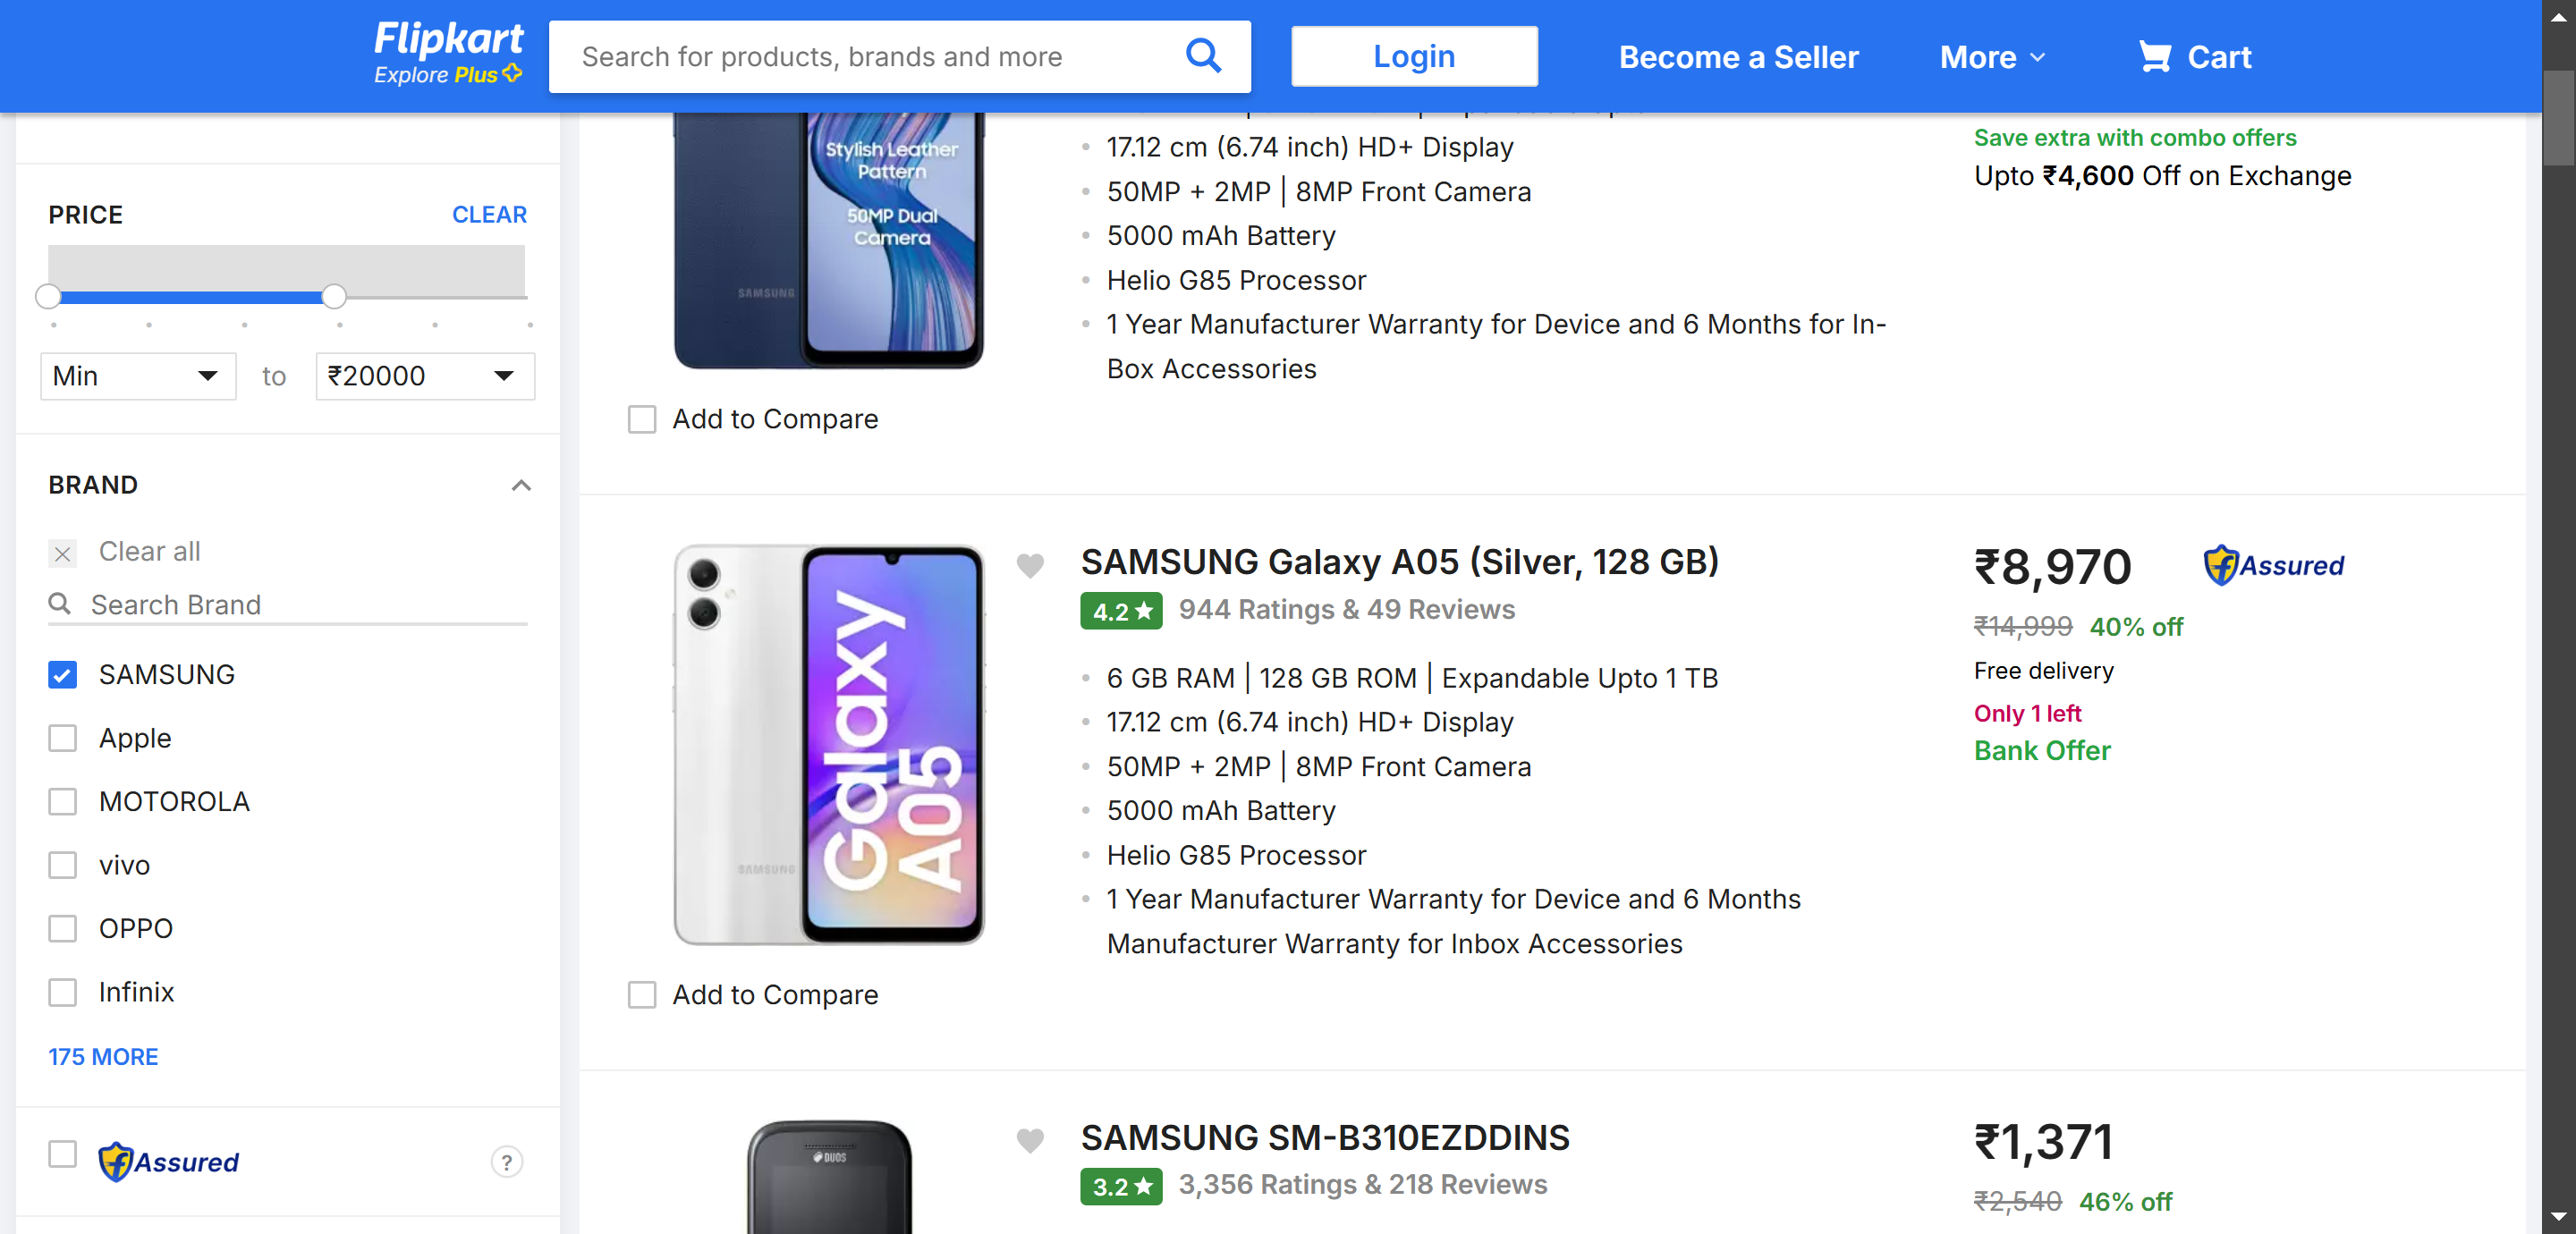 Flipkart
Explore Plus
Search for products, brands and more
Login
Become a Seller
More
Cart
PRICE
CLEAR
Min
to
₹20000
BRAND
Clear all
Search Brand
SAMSUNG
Apple
MOTOROLA
vivo
OPPO
Infinix
175 MORE
Assured
?
Stylish Leather
Pattern
50MP Dual
Camera
SAMSUNG
Add to Compare
17.12 cm (6.74 inch) HD+ Display
50MP + 2MP | 8MP Front Camera
5000 mAh Battery
Helio G85 Processor
1 Year Manufacturer Warranty for Device and 6 Months for In-
Box Accessories
Save extra with combo offers
Upto ₹4,600 Off on Exchange
Galaxy
A05
SAMSUNG
Add to Compare
SAMSUNG Galaxy A05 (Silver, 128 GB)
4.2 ★ 944 Ratings & 49 Reviews
6 GB RAM | 128 GB ROM | Expandable Upto 1 TB
17.12 cm (6.74 inch) HD+ Display
50MP + 2MP | 8MP Front Camera
5000 mAh Battery
Helio G85 Processor
1 Year Manufacturer Warranty for Device and 6 Months
Manufacturer Warranty for Inbox Accessories
₹8,970
Assured
₹14,999 40% off
Free delivery
Only 1 left
Bank Offer
DUOS
SAMSUNG SM-B310EZDDINS
3.2 ★ 3,356 Ratings & 218 Reviews
₹1,371
₹2,540 46% off